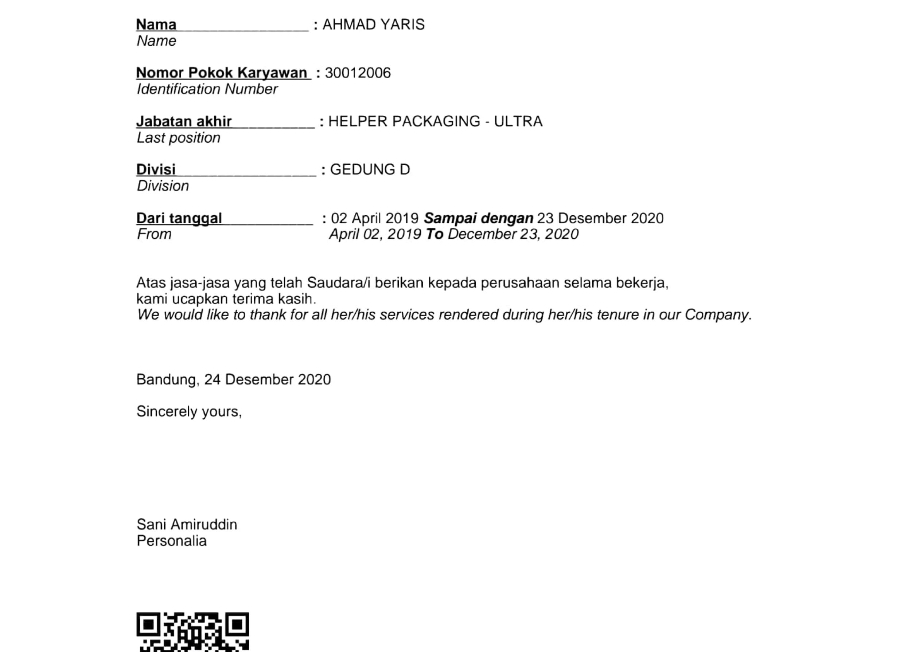 Nama________________ : AHMAD YARIS
Name
Nomor Pokok Karyawan : 30012006
Identification Number
Jabatan akhir__________ : HELPER PACKAGING - ULTRA
Last position
Divisi_________________ : GEDUNG D
Division
Dari tanggal___________ : 02 April 2019 Sampai dengan 23 Desember 2020
From April 02, 2019 To December 23, 2020
Atas jasa-jasa yang telah Saudara/i berikan kepada perusahaan selama bekerja,
kami ucapkan terima kasih.
We would like to thank for all her/his services rendered during her/his tenure in our Company.
Bandung, 24 Desember 2020
Sincerely yours,
Sani Amiruddin
Personalia